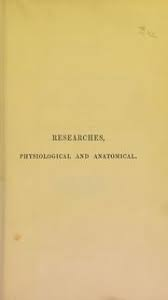 RESEARCHES,
PHYSIOLOGICAL AND ANATOMICAL.